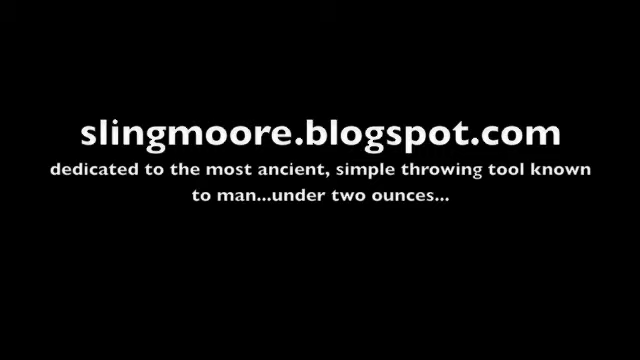 slingmoore.blogspot.com
dedicated to the most ancient, simple throwing tool known
to man...under two ounces...